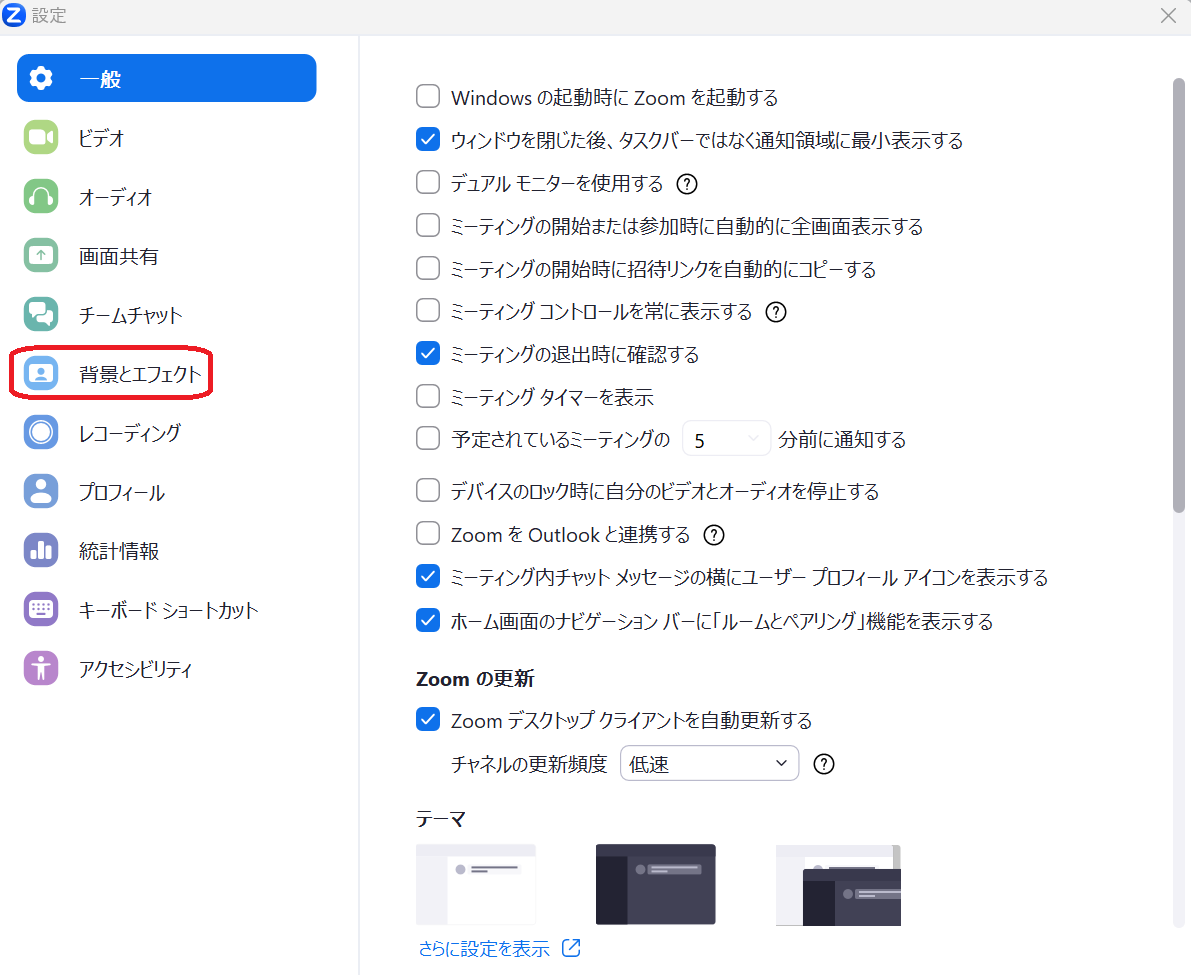 設定
一般
ビデオ
オーディオ
画面共有
チームチャット
背景とエフェクト
レコーディング
プロフィール
統計情報
キーボード ショートカット
アクセシビリティ
Windows の起動時に Zoom を起動する
ウィンドウを閉じた後、タスクバーではなく通知領域に最小表示する
デュアル モニターを使用する
ミーティングの開始または参加時に自動的に全画面表示する
ミーティングの開始時に招待リンクを自動的にコピーする
ミーティング コントロールを常に表示する
ミーティングの退出時に確認する
ミーティング タイマーを表示
予定されているミーティングの 5 分前に通知する
デバイスのロック時に自分のビデオとオーディオを停止する
Zoom を Outlook と連携する
ミーティング内チャット メッセージの横にユーザー プロフィール アイコンを表示する
ホーム画面のナビゲーション バーに「ルームとペアリング」機能を表示する
Zoom の更新
Zoom デスクトップ クライアントを自動更新する
チャネルの更新頻度 低速
テーマ
さらに設定を表示